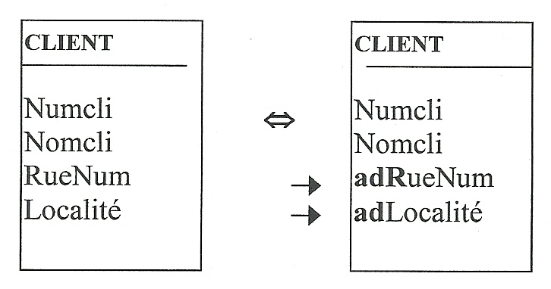 CLIENT
Numcli
Nomcli
RueNum
Localité
⇔
→
→
CLIENT
Numcli
Nomcli
adRueNum
adLocalité